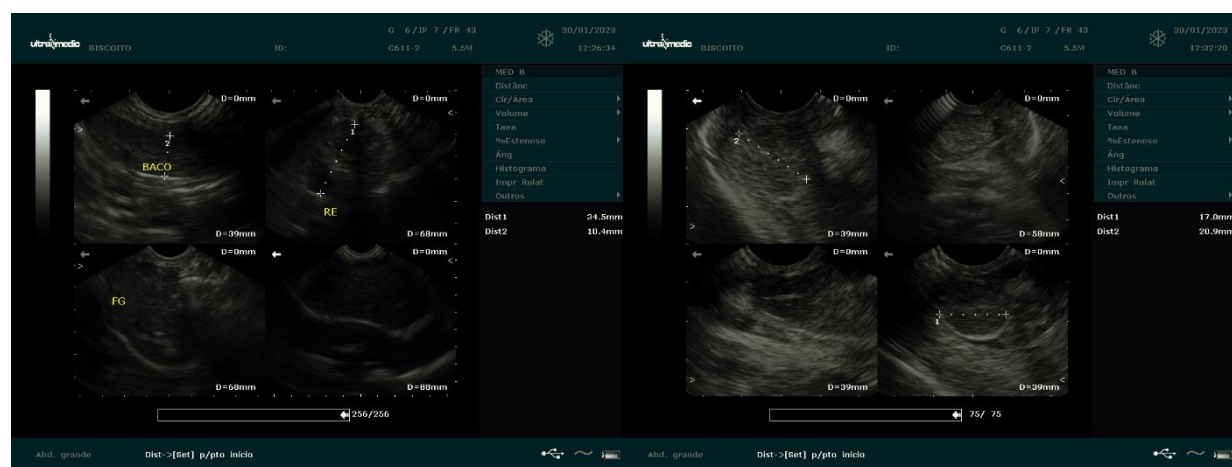 G 6/IP 7 /FR 43
30/01/2023
ultramedic BISCOITO ID: C611-2 5.5M 12:26:34
MED B
Distânc
Cir/Área
Volume
Taxa
%Estenose
Âng
Histograma
Impr Relat
Outros
Dist1 34.5mm
Dist2 10.4mm
D=0mm D=0mm
1
2
BACO
RE
D=39mm D=68mm
D=0mm D=0mm
FG
D=68mm D=88mm
256/256
Abd. grande Dist->[Set] p/pto início
G 6/IP 7 /FR 43
30/01/2023
ultramedic BISCOITO ID: C611-2 5.5M 12:32:20
MED B
Distânc
Cir/Área
Volume
Taxa
%Estenose
Âng
Histograma
Impr Relat
Outros
Dist1 17.0mm
Dist2 20.9mm
D=0mm D=0mm
2
D=39mm D=58mm
D=0mm D=0mm
1
D=39mm D=39mm
75/ 75
Abd. grande Dist->[Set] p/pto início